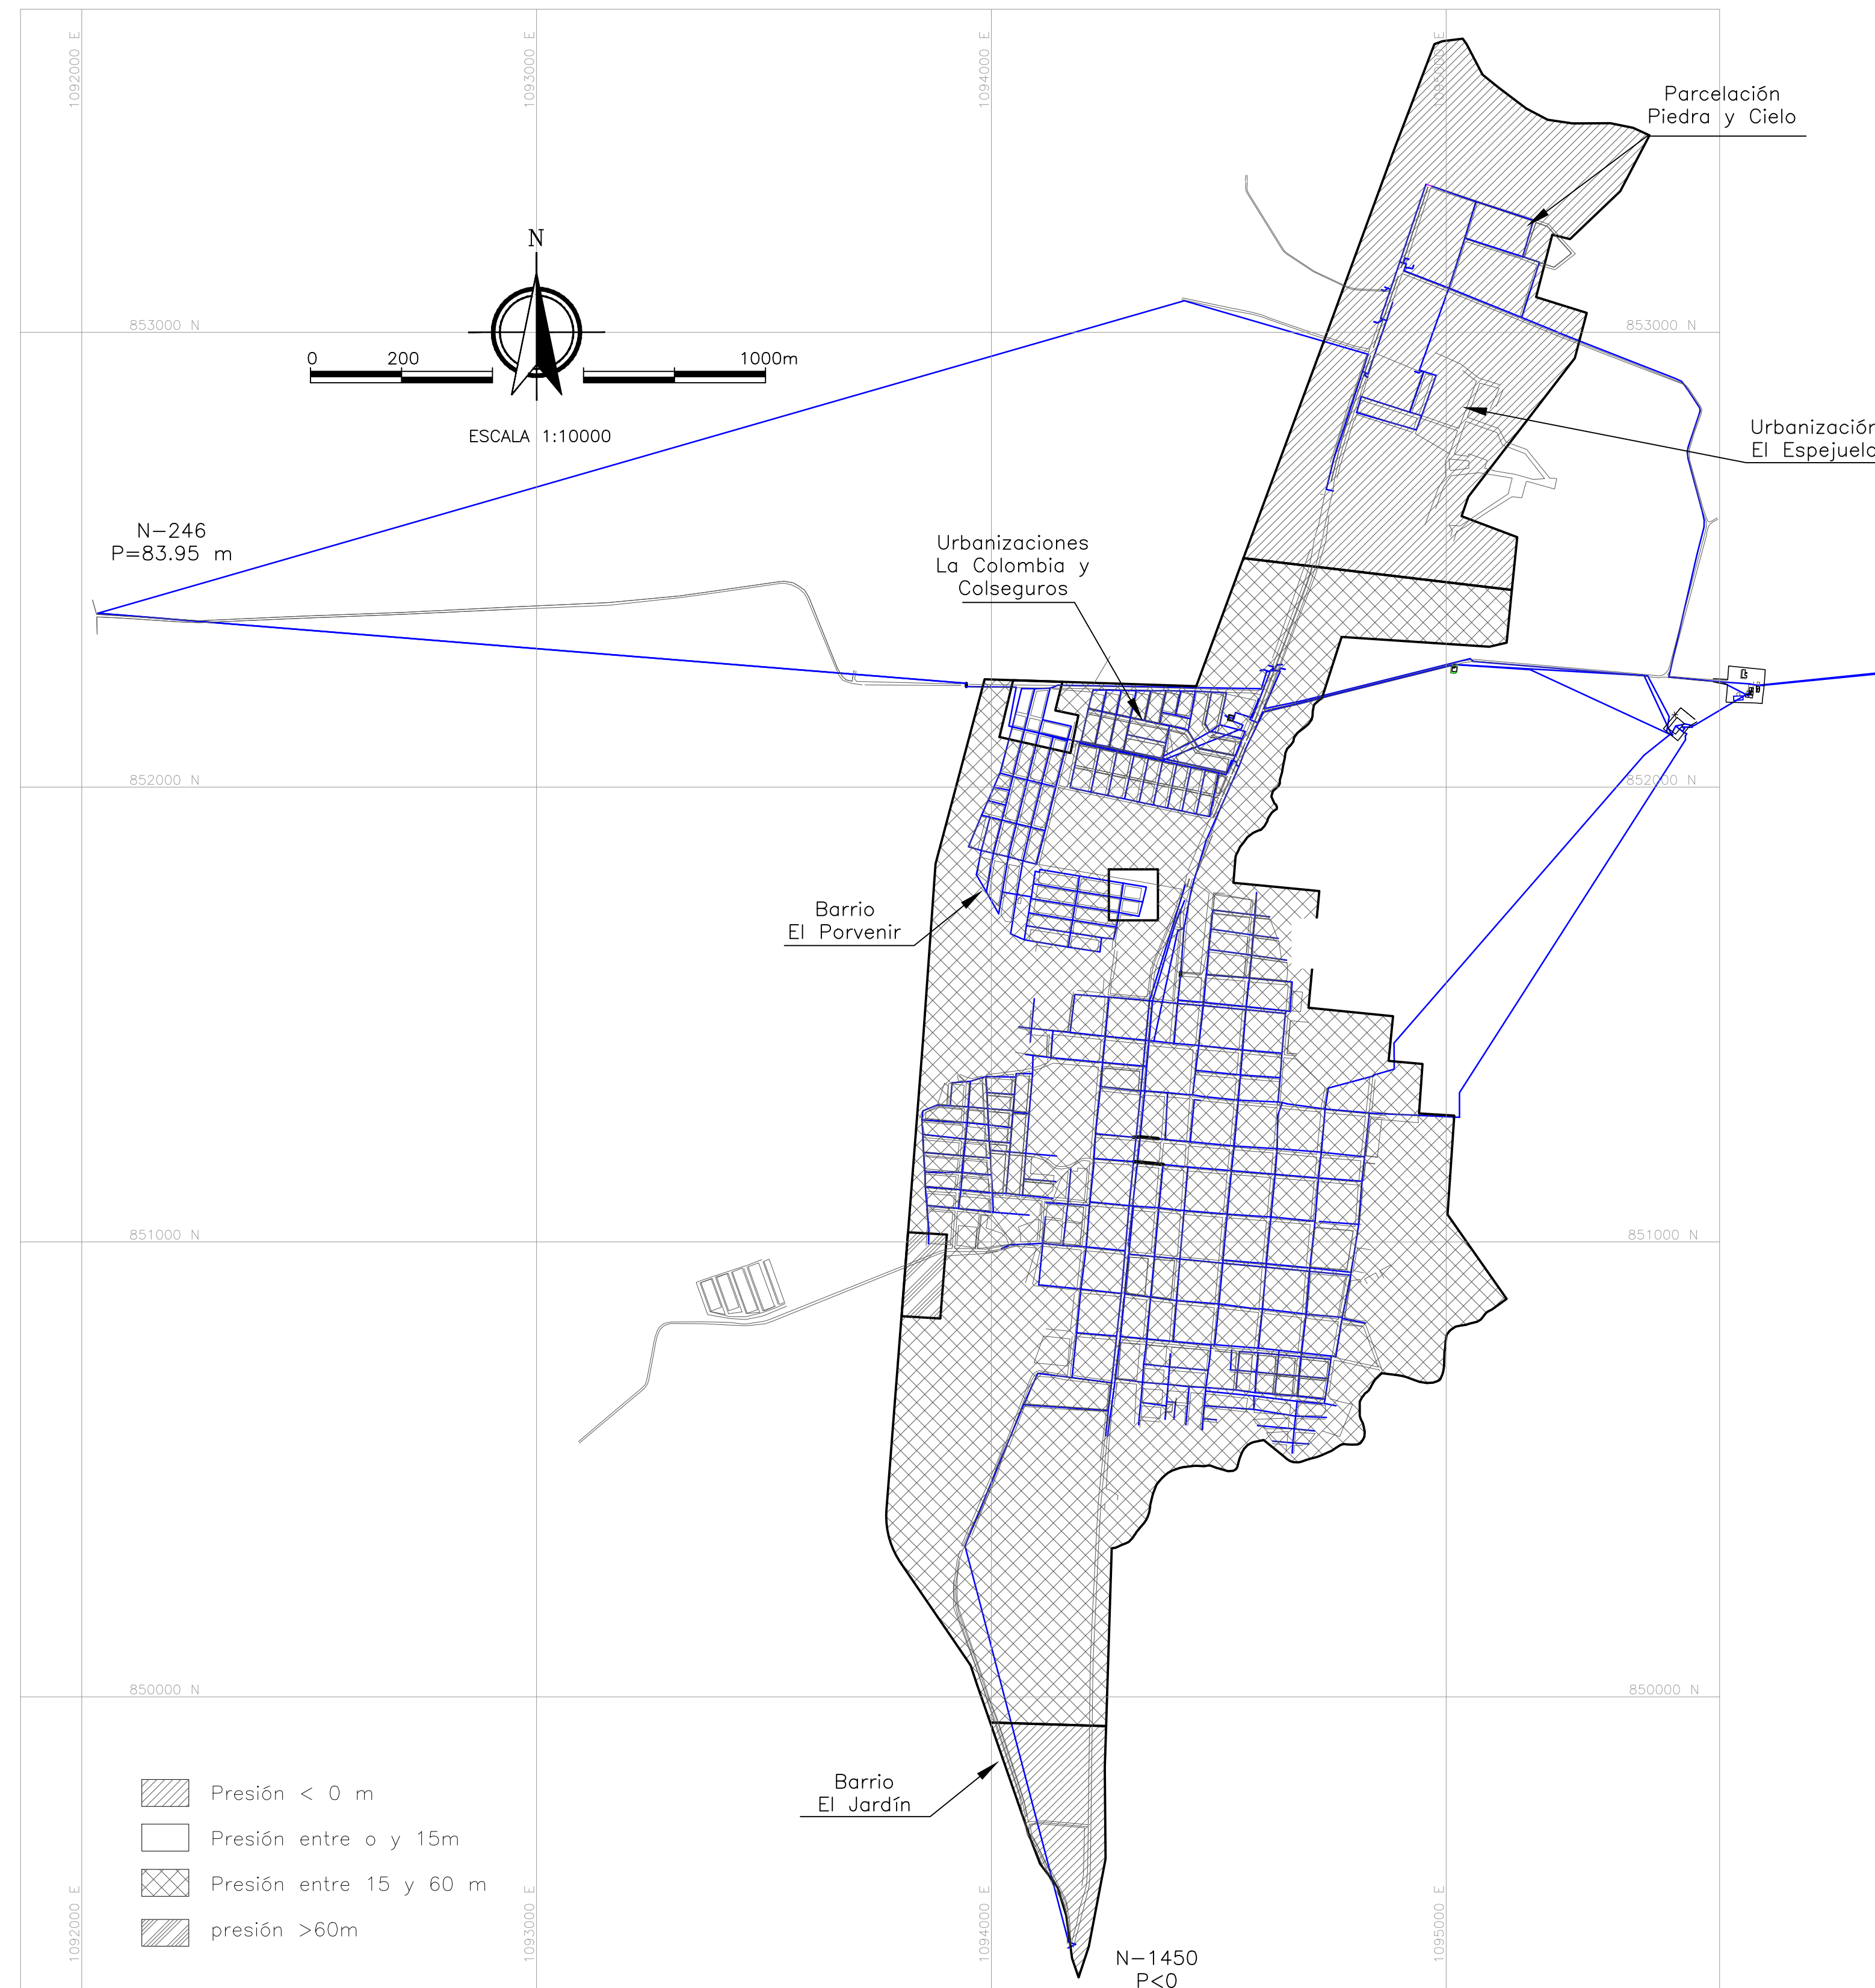 1092000 E
1093000 E
1094000 E
1095000 E
Parcelación
Piedra y Cielo
N
853000 N
853000 N
0 200 1000m
ESCALA 1:10000
Urbanización
El Espejuelo
N-246
P=83.95 m
Urbanizaciones
La Colombia y
Colseguros
852000 N
852000 N
Barrio
El Porvenir
851000 N
851000 N
850000 N
850000 N
Barrio
El Jardín
Presión < 0 m
Presión entre o y 15m
Presión entre 15 y 60 m
presión >60m
1092000 E
1093000 E
1094000 E
1095000 E
N-1450
P<0